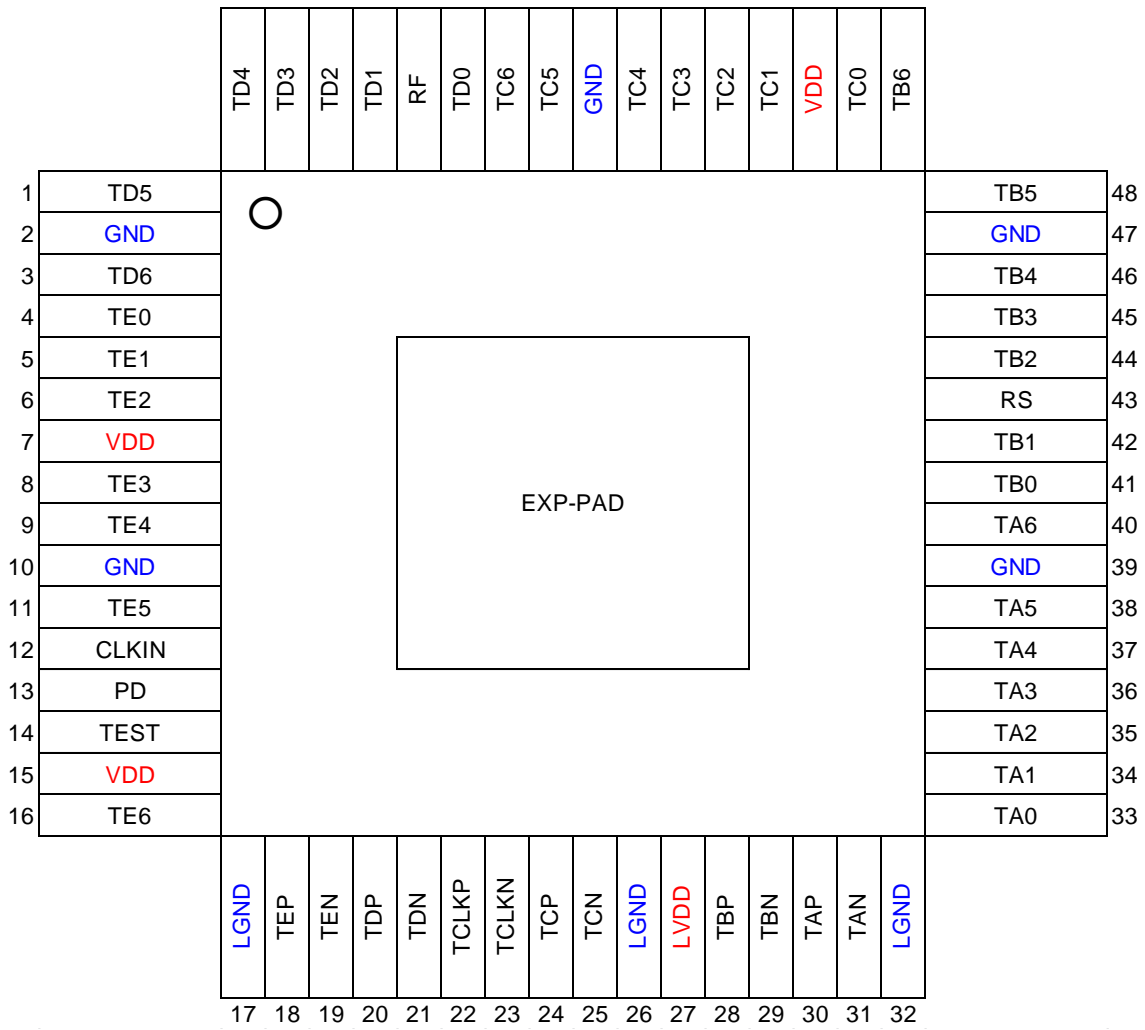 TD4 TD3 TD2 TD1 RF TD0 TC6 TC5 GND TC4 TC3 TC2 TC1 VDD TC0 TB6
1 TD5 TB5 48
2 GND GND 47
3 TD6 TB4 46
4 TE0 TB3 45
5 TE1 TB2 44
6 TE2 RS 43
7 VDD TB1 42
8 TE3 TB0 41
EXP-PAD
9 TE4 TA6 40
10 GND GND 39
11 TE5 TA5 38
12 CLKIN TA4 37
13 PD TA3 36
14 TEST TA2 35
15 VDD TA1 34
16 TE6 TA0 33
LGND TEP TEN TDP TDN TCLKP TCLKN TCP TCN LGND LVDD TBP TBN TAP TAN LGND
17 18 19 20 21 22 23 24 25 26 27 28 29 30 31 32